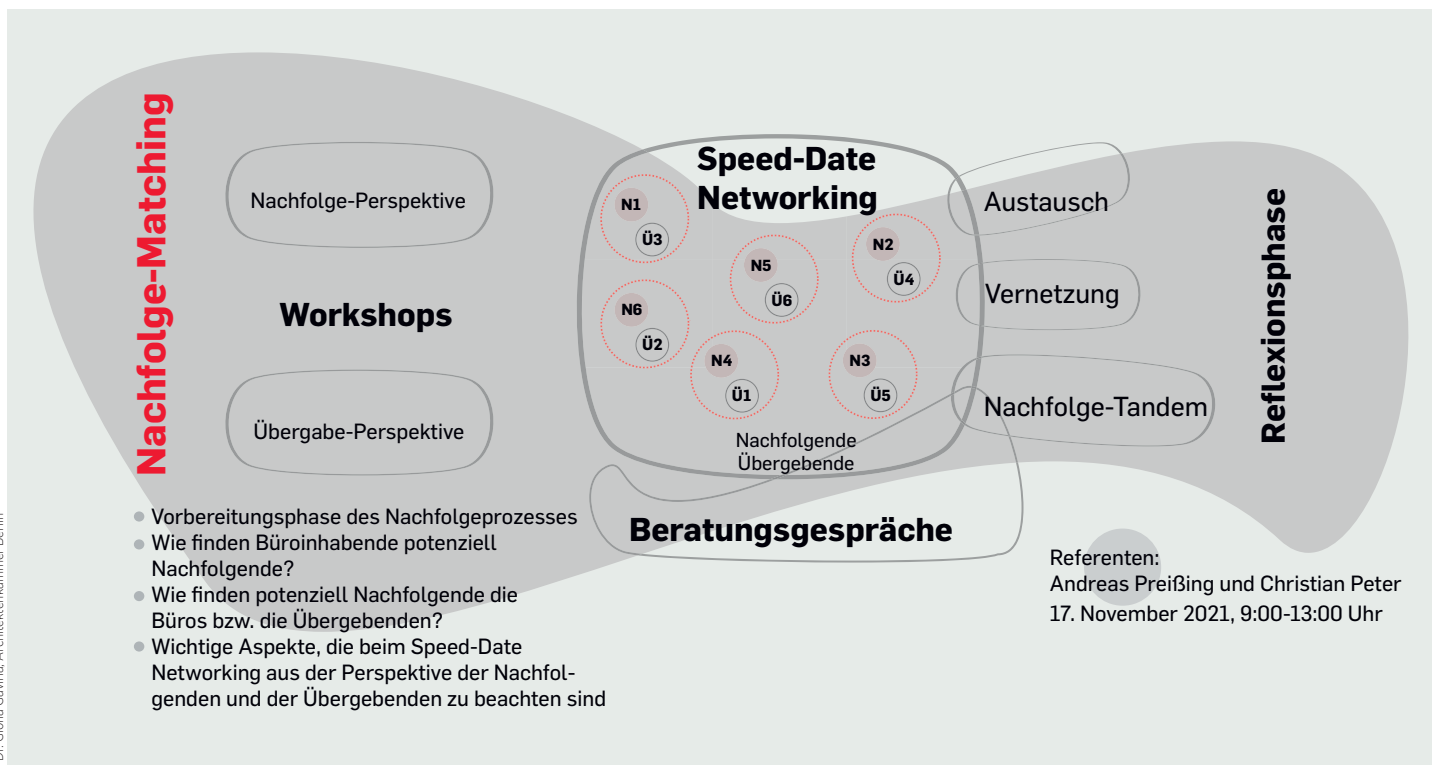 Nachfolge-Matching
Nachfolge-Perspektive
Workshops
Übergabe-Perspektive
Speed-Date
Networking
N1
Ü3
N5
Ü6
N2
Ü4
N6
Ü2
N4
Ü1
N3
Ü5
Nachfolgende
Übergebende
Austausch
Vernetzung
Nachfolge-Tandem
Reflexionsphase
Beratungsgespräche
Vorbereitungsphase des Nachfolgeprozesses
Wie finden Büroinhabende potenziell
Nachfolgende?
Wie finden potenziell Nachfolgende die
Büros bzw. die Übergebenden?
Wichtige Aspekte, die beim Speed-Date
Networking aus der Perspektive der Nachfol-
genden und der Übergebenden zu beachten sind
Referenten:
Andreas Preißing und Christian Peter
17. November 2021, 9:00-13:00 Uhr
Architektenkammer Berlin